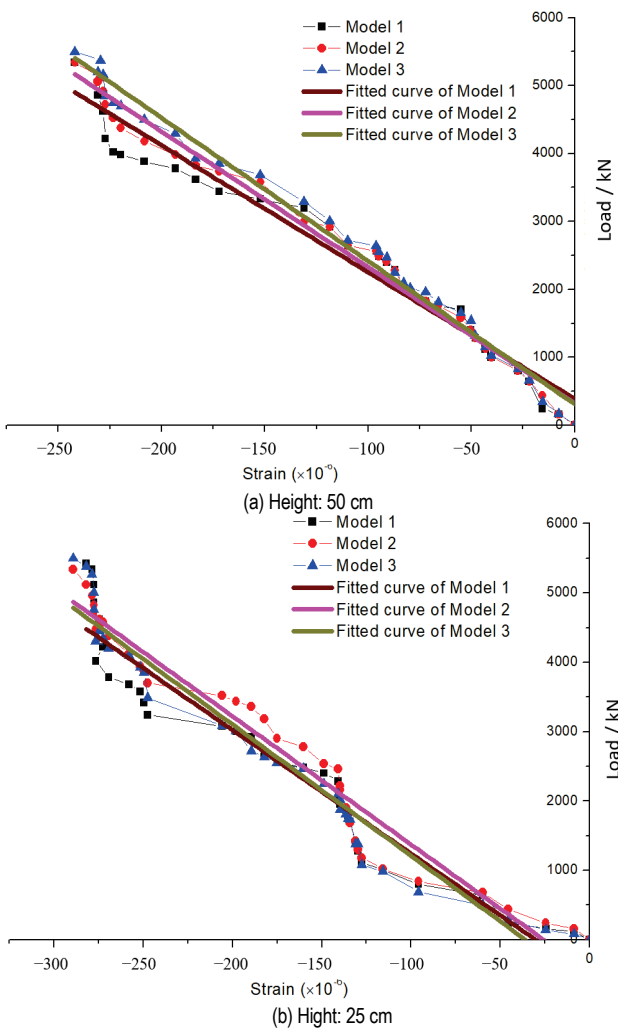 6000
Model 1
Model 2
Model 3
5000
Fitted curve of Model 1
Fitted curve of Model 2
4000
Fitted curve of Model 3
3000
Load / kN
2000
1000
0
−250 −200 −150 −100 −50 0
Strain (×10⁻⁶)
(a) Height: 50 cm
Model 1
6000
Model 2
Model 3
5000
Fitted curve of Model 1
Fitted curve of Model 2
Fitted curve of Model 3
4000
3000
Load / kN
2000
1000
0
−300 −250 −200 −150 −100 −50 0
Strain (×10⁻⁶)
(b) Hight: 25 cm